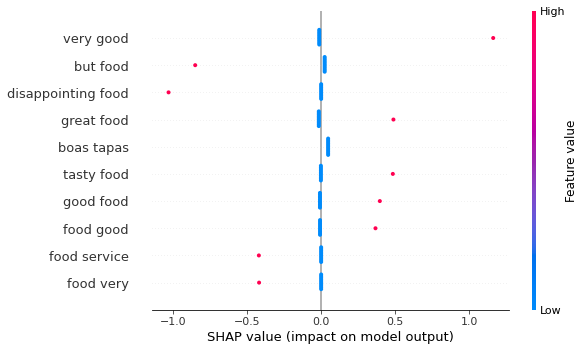 High
very good
but food
disappointing food
great food
boas tapas
tasty food
good food
food good
food service
food very
Feature value
Low
−1.0 −0.5 0.0 0.5 1.0
SHAP value (impact on model output)